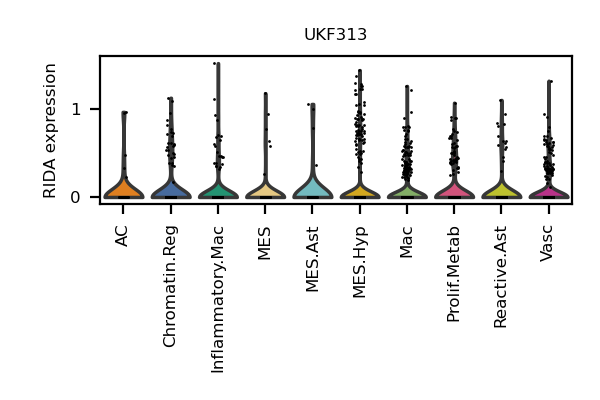 UKF313
RIDA expression
1
0
AC
Chromatin.Reg
Inflammatory.Mac
MES
MES.Ast
MES.Hyp
Mac
Prolif.Metab
Reactive.Ast
Vasc